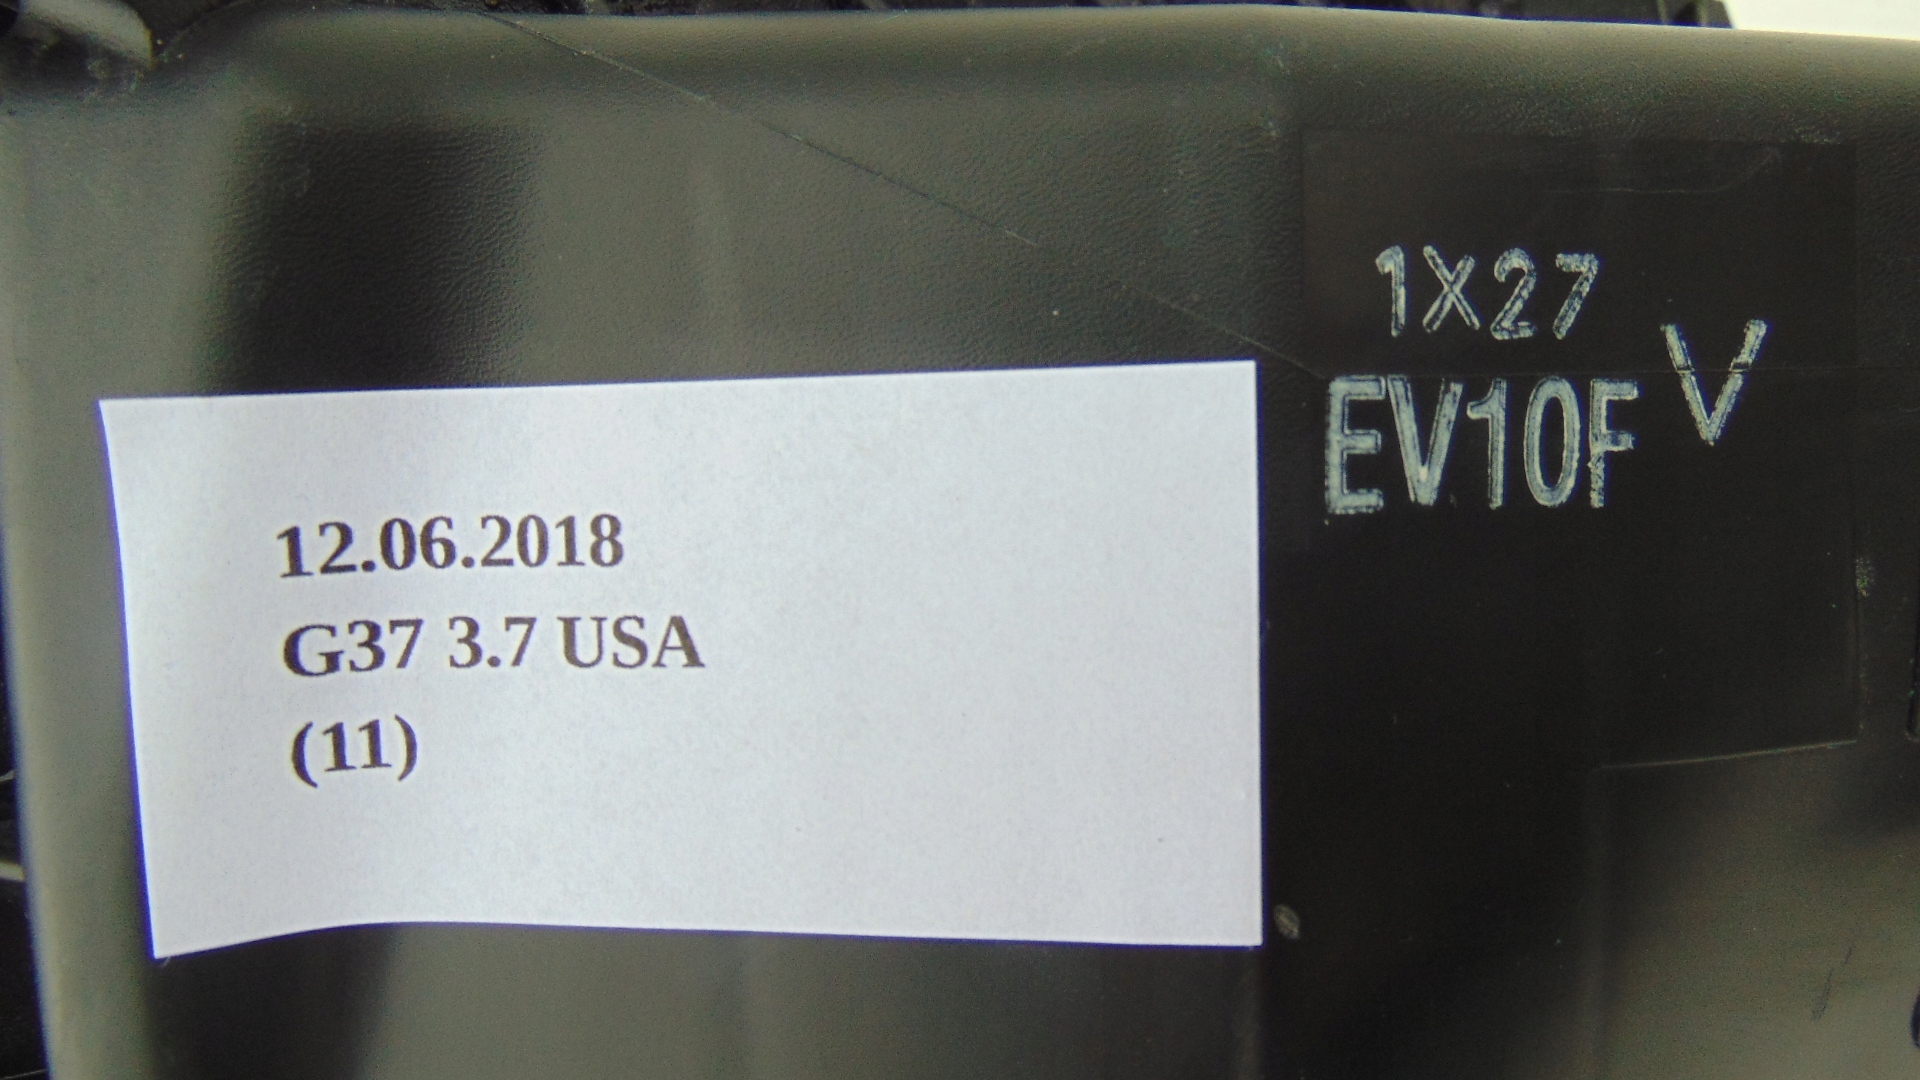 12.06.2018
G37 3.7 USA
(11)
1X27
EV10F V